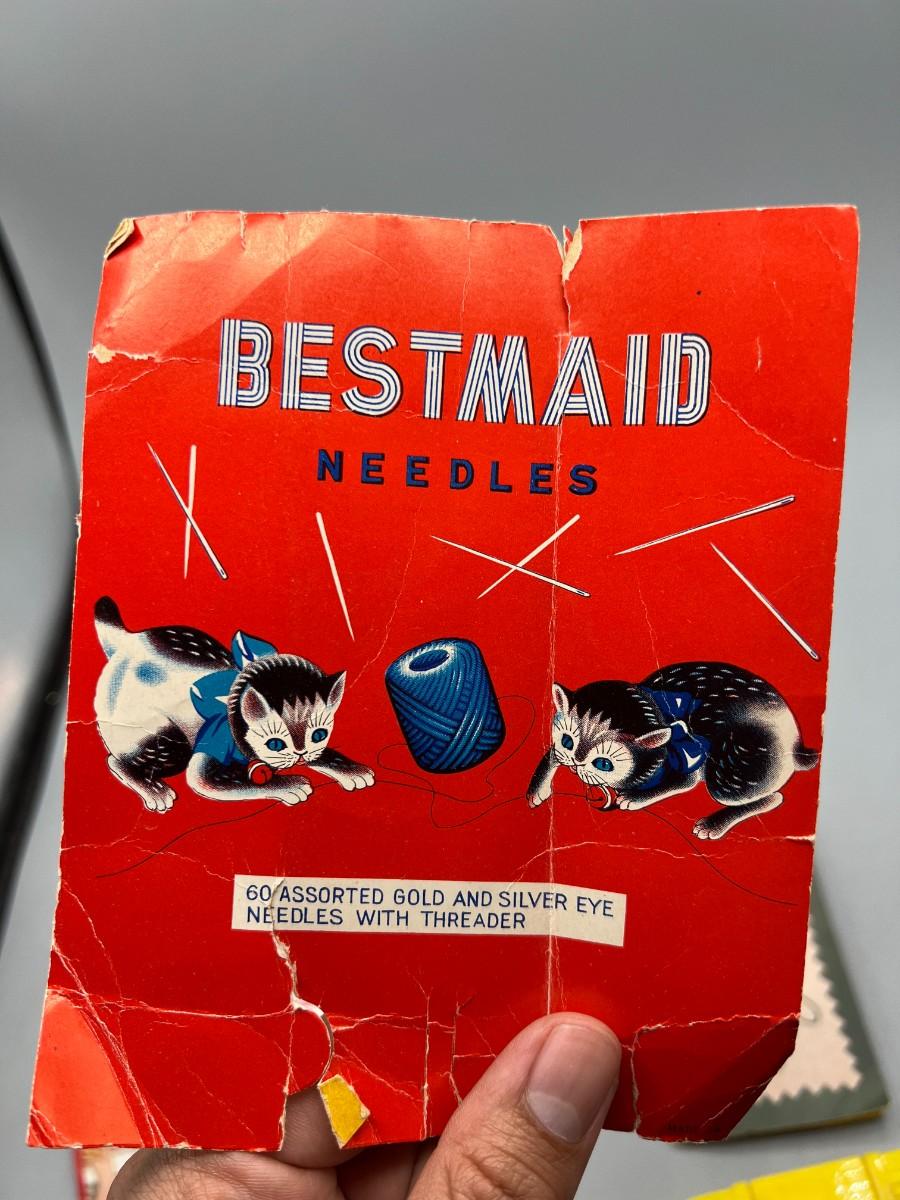 BESTMAID
NEEDLES
60 ASSORTED GOLD AND SILVER EYE
NEEDLES WITH THREADER